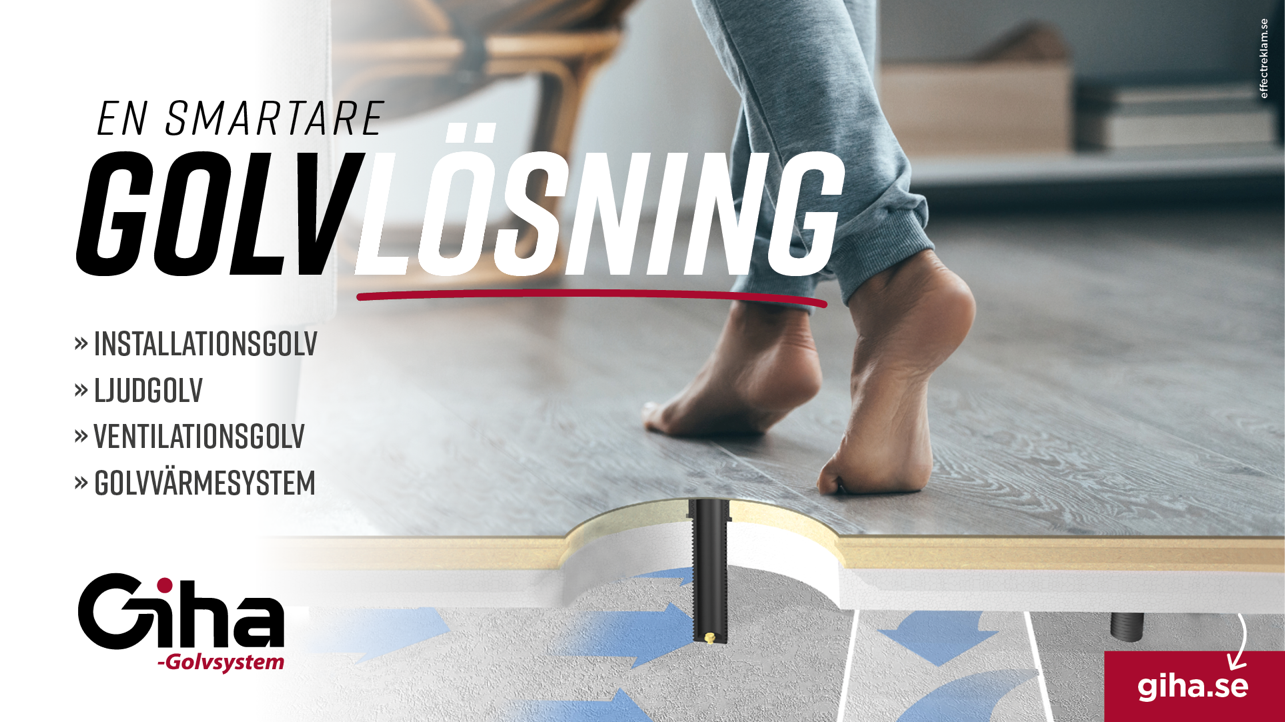 effectreklam.se
EN SMARTARE
GOLVLÖSNING
» INSTALLATIONSGOLV
» LJUDGOLV
» VENTILATIONSGOLV
» GOLVVÄRMESYSTEM
Giha
-Golvsystem
giha.se